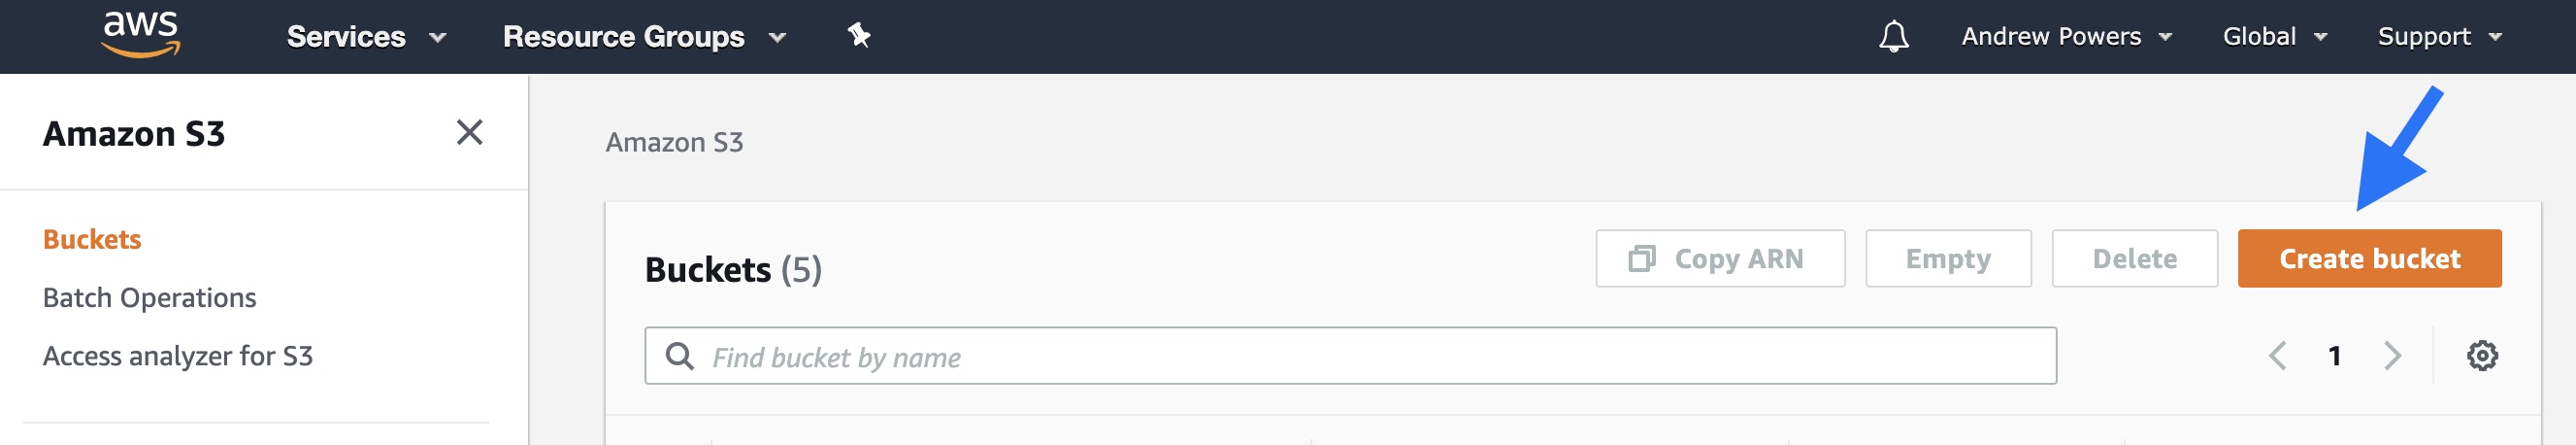 aws Services Resource Groups Andrew Powers Global Support
Amazon S3
Buckets
Batch Operations
Access analyzer for S3
Amazon S3
Buckets (5) Copy ARN Empty Delete Create bucket
Find bucket by name 1